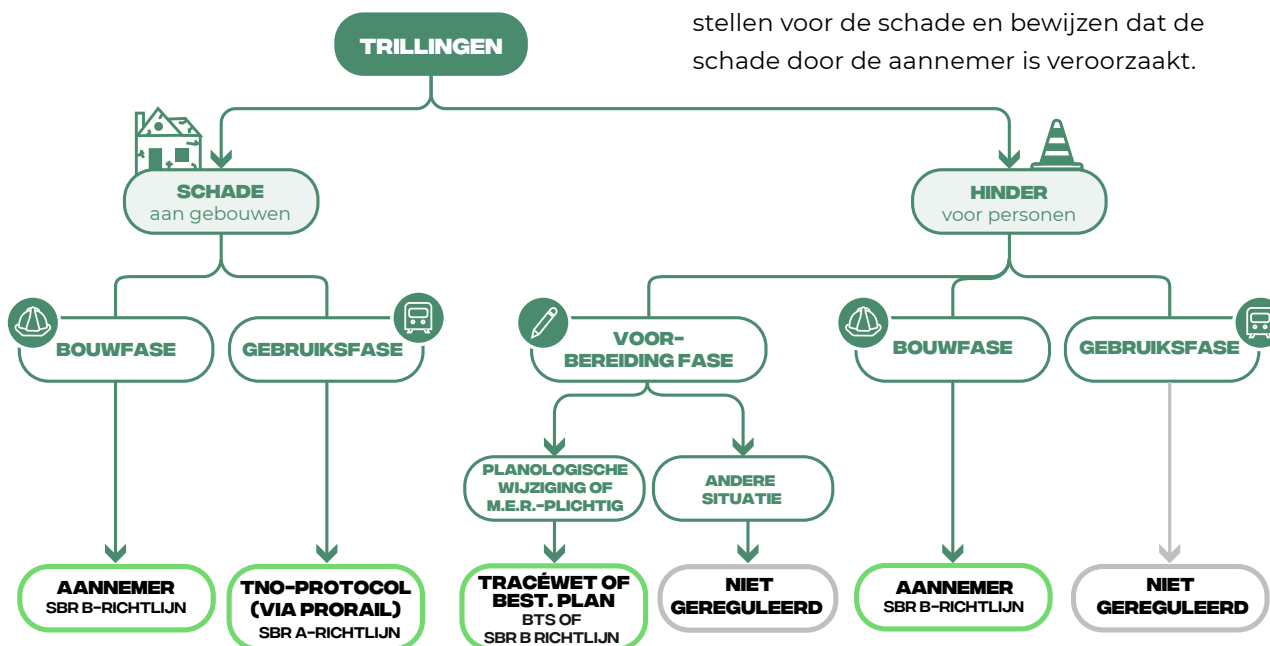 stellen voor de schade en bewijzen dat de
schade door de aannemer is veroorzaakt.
TRILLINGEN
SCHADE
aan gebouwen
HINDER
voor personen
BOUWFASE
GEBRUIKSFASE
VOOR-
BEREIDING FASE
BOUWFASE
GEBRUIKSFASE
PLANOLOGISCHE
WIJZIGING OF
M.E.R.-PLICHTIG
ANDERE
SITUATIE
AANNEMER
SBR B-RICHTLIJN
TNO-PROTOCOL
(VIA PRORAIL)
SBR A-RICHTLIJN
TRACÉWET OF
BEST. PLAN
BTS OF
SBR B RICHTLIJN
NIET
GEREGULEERD
AANNEMER
SBR B-RICHTLIJN
NIET
GEREGULEERD